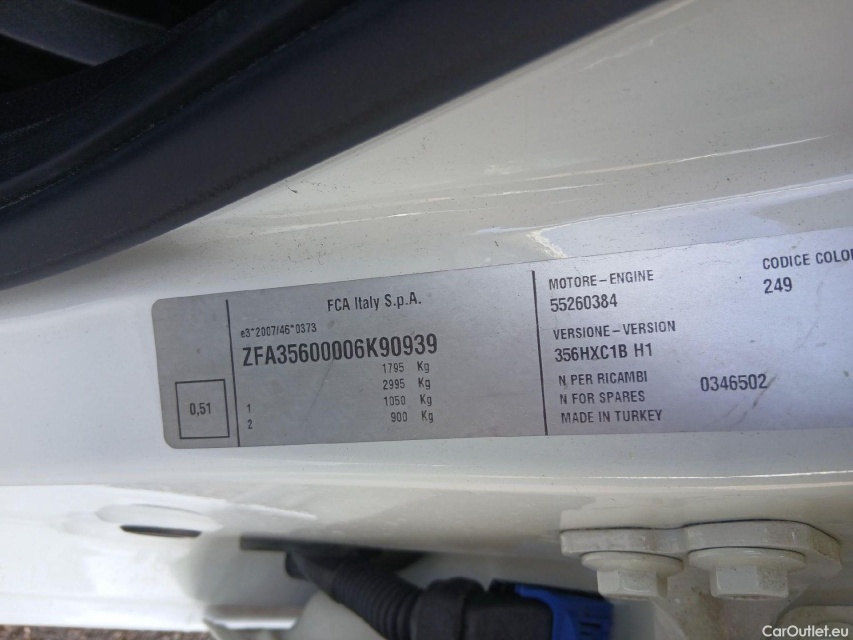 FCA Italy S.p.A.
e3*2007/46*0373
ZFA35600006K90939
1795 Kg
2995 Kg
1 1050 Kg
2 900 Kg
0,51
MOTORE-ENGINE
55260384
VERSIONE-VERSION
356HXC1B H1
N. PER RICAMBI
N FOR SPARES
0346502
MADE IN TURKEY
CODICE COLO
249
CarOutlet.eu